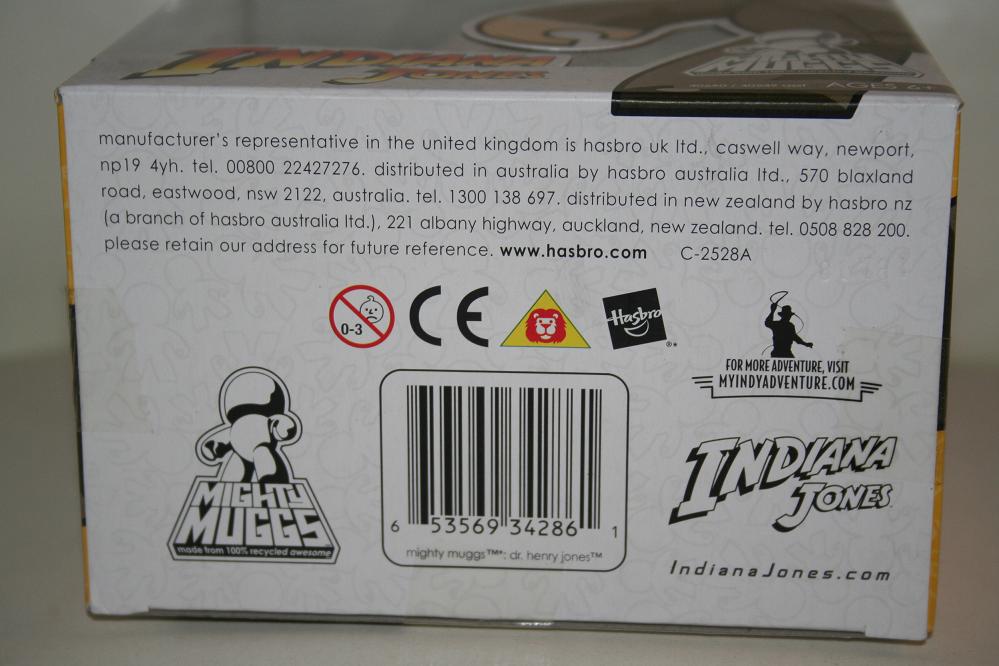 INDIANA
JONES
MUGGS
AGES 6+
manufacturer's representative in the united kingdom is hasbro uk ltd., caswell way, newport,
np19 4yh. tel. 00800 22427276. distributed in australia by hasbro australia ltd., 570 blaxland
road, eastwood, nsw 2122, australia. tel. 1300 138 697. distributed in new zealand by hasbro nz
(a branch of hasbro australia ltd.), 221 albany highway, auckland, new zealand. tel. 0508 828 200.
please retain our address for future reference. www.hasbro.com C-2528A
0-3
CE
Hasbro
®*
FOR MORE ADVENTURE, VISIT
MYINDYADVENTURE.COM
MIGHTY
MUGGS
made from 100% recycled awesome
6 53569 34286 1
mighty muggs™*: dr. henry jones™
INDIANA
JONES
IndianaJones.com